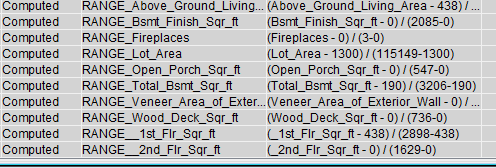 Computed RANGE_Above_Ground_Living... (Above_Ground_Living_Area - 438) / ...
Computed RANGE_Bsmt_Finish_Sqr_ft (Bsmt_Finish_Sqr_ft - 0) / (2085-0)
Computed RANGE_Fireplaces (Fireplaces - 0) / (3-0)
Computed RANGE_Lot_Area (Lot_Area - 1300) / (115149-1300)
Computed RANGE_Open_Porch_Sqr_ft (Open_Porch_Sqr_ft - 0) / (547-0)
Computed RANGE_Total_Bsmt_Sqr_ft (Total_Bsmt_Sqr_ft - 190) / (3206-190)
Computed RANGE_Veneer_Area_of_Exter... (Veneer_Area_of_Exterior_Wall - 0) / ...
Computed RANGE_Wood_Deck_Sqr_ft (Wood_Deck_Sqr_ft - 0) / (736-0)
Computed RANGE__1st_Flr_Sqr_ft (_1st_Flr_Sqr_ft - 438) / (2898-438)
Computed RANGE__2nd_Flr_Sqr_ft (_2nd_Flr_Sqr_ft - 0) / (1629-0)